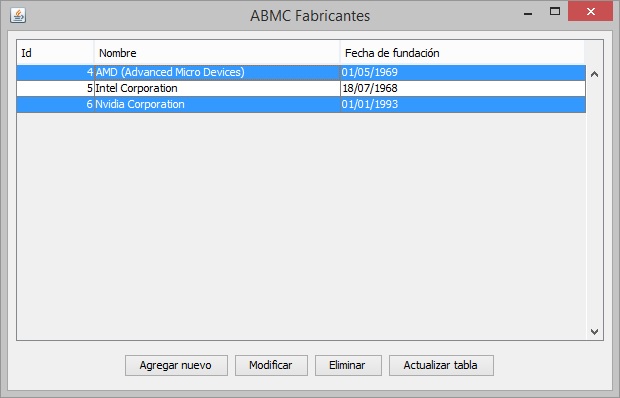 ABMC Fabricantes
Id Nombre Fecha de fundación
4 AMD (Advanced Micro Devices) 01/05/1969
5 Intel Corporation 18/07/1968
6 Nvidia Corporation 01/01/1993
Agregar nuevo Modificar Eliminar Actualizar tabla